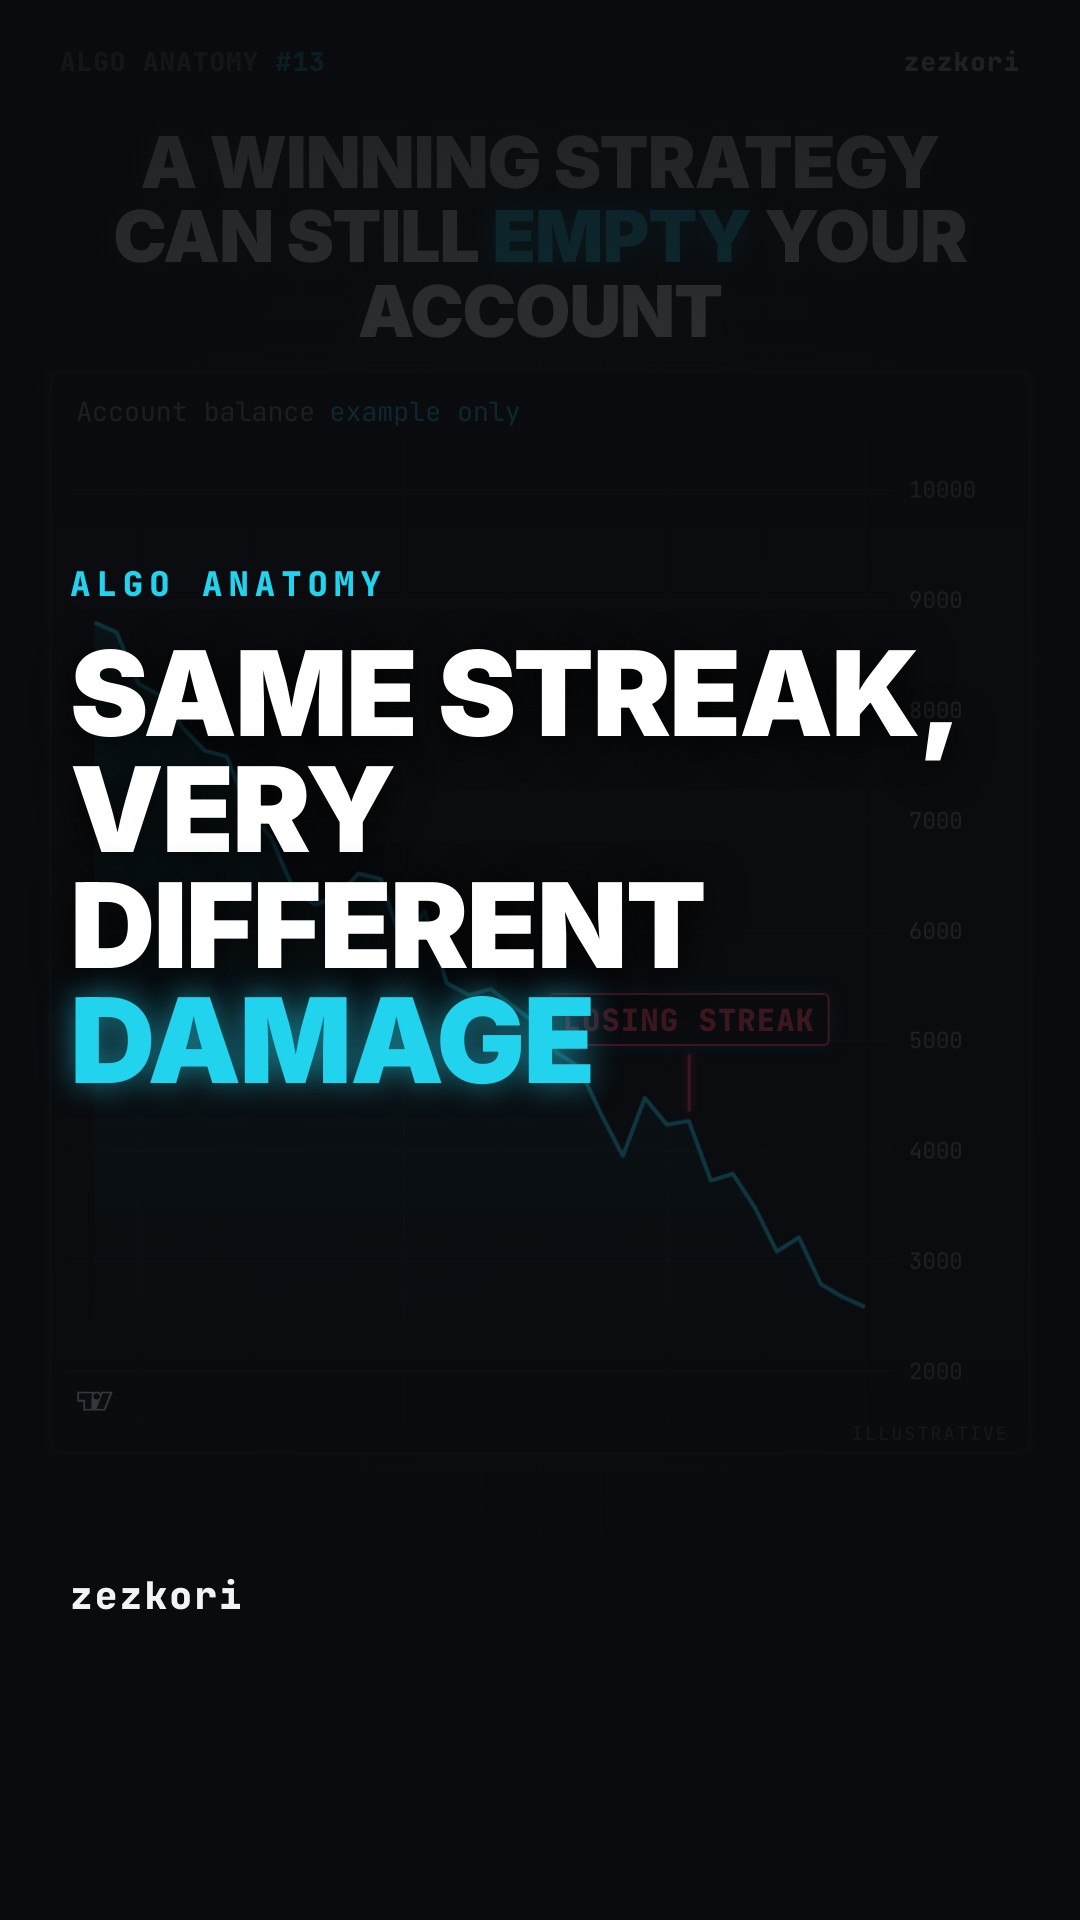 ALGO ANATOMY #13
zezkori
A WINNING STRATEGY
CAN STILL EMPTY YOUR
ACCOUNT
Account balance example only
10000
ALGO ANATOMY
9000
SAME STREAK,
8000
VERY
7000
DIFFERENT
6000
DAMAGE
LOSING STREAK
5000
4000
3000
2000
ILLUSTRATIVE
zezkori